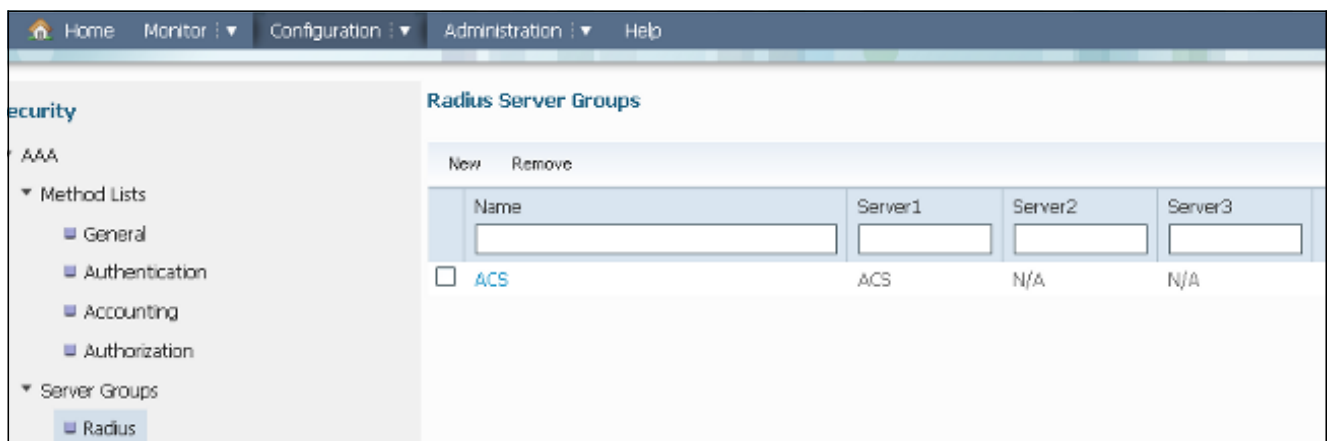 Home Monitor Configuration Administration Help
ecurity
AAA
Method Lists
General
Authentication
Accounting
Authorization
Server Groups
Radius
Radius Server Groups
New Remove
Name Server1 Server2 Server3
ACS ACS N/A N/A